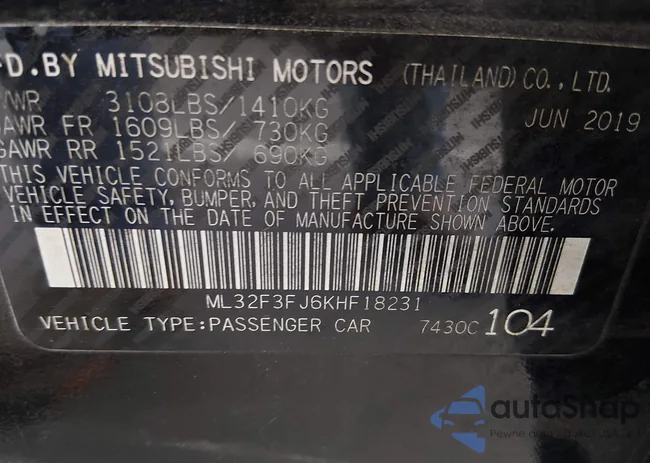 D.BY MITSUBISHI MOTORS (THAILAND) CO., LTD.
VWR 3108LBS/1410KG JUN 2019
GAWR FR 1609LBS/ 730KG
GAWR RR 1521LBS/ 690KG
THIS VEHICLE CONFORMS TO ALL APPLICABLE FEDERAL MOTOR
VEHICLE SAFETY, BUMPER, AND THEFT PREVENTION STANDARDS
IN EFFECT ON THE DATE OF MANUFACTURE SHOWN ABOVE.
ML32F3FJ6KHF18231
VEHICLE TYPE:PASSENGER CAR 7430C 104
autoSnap
Pewne auta